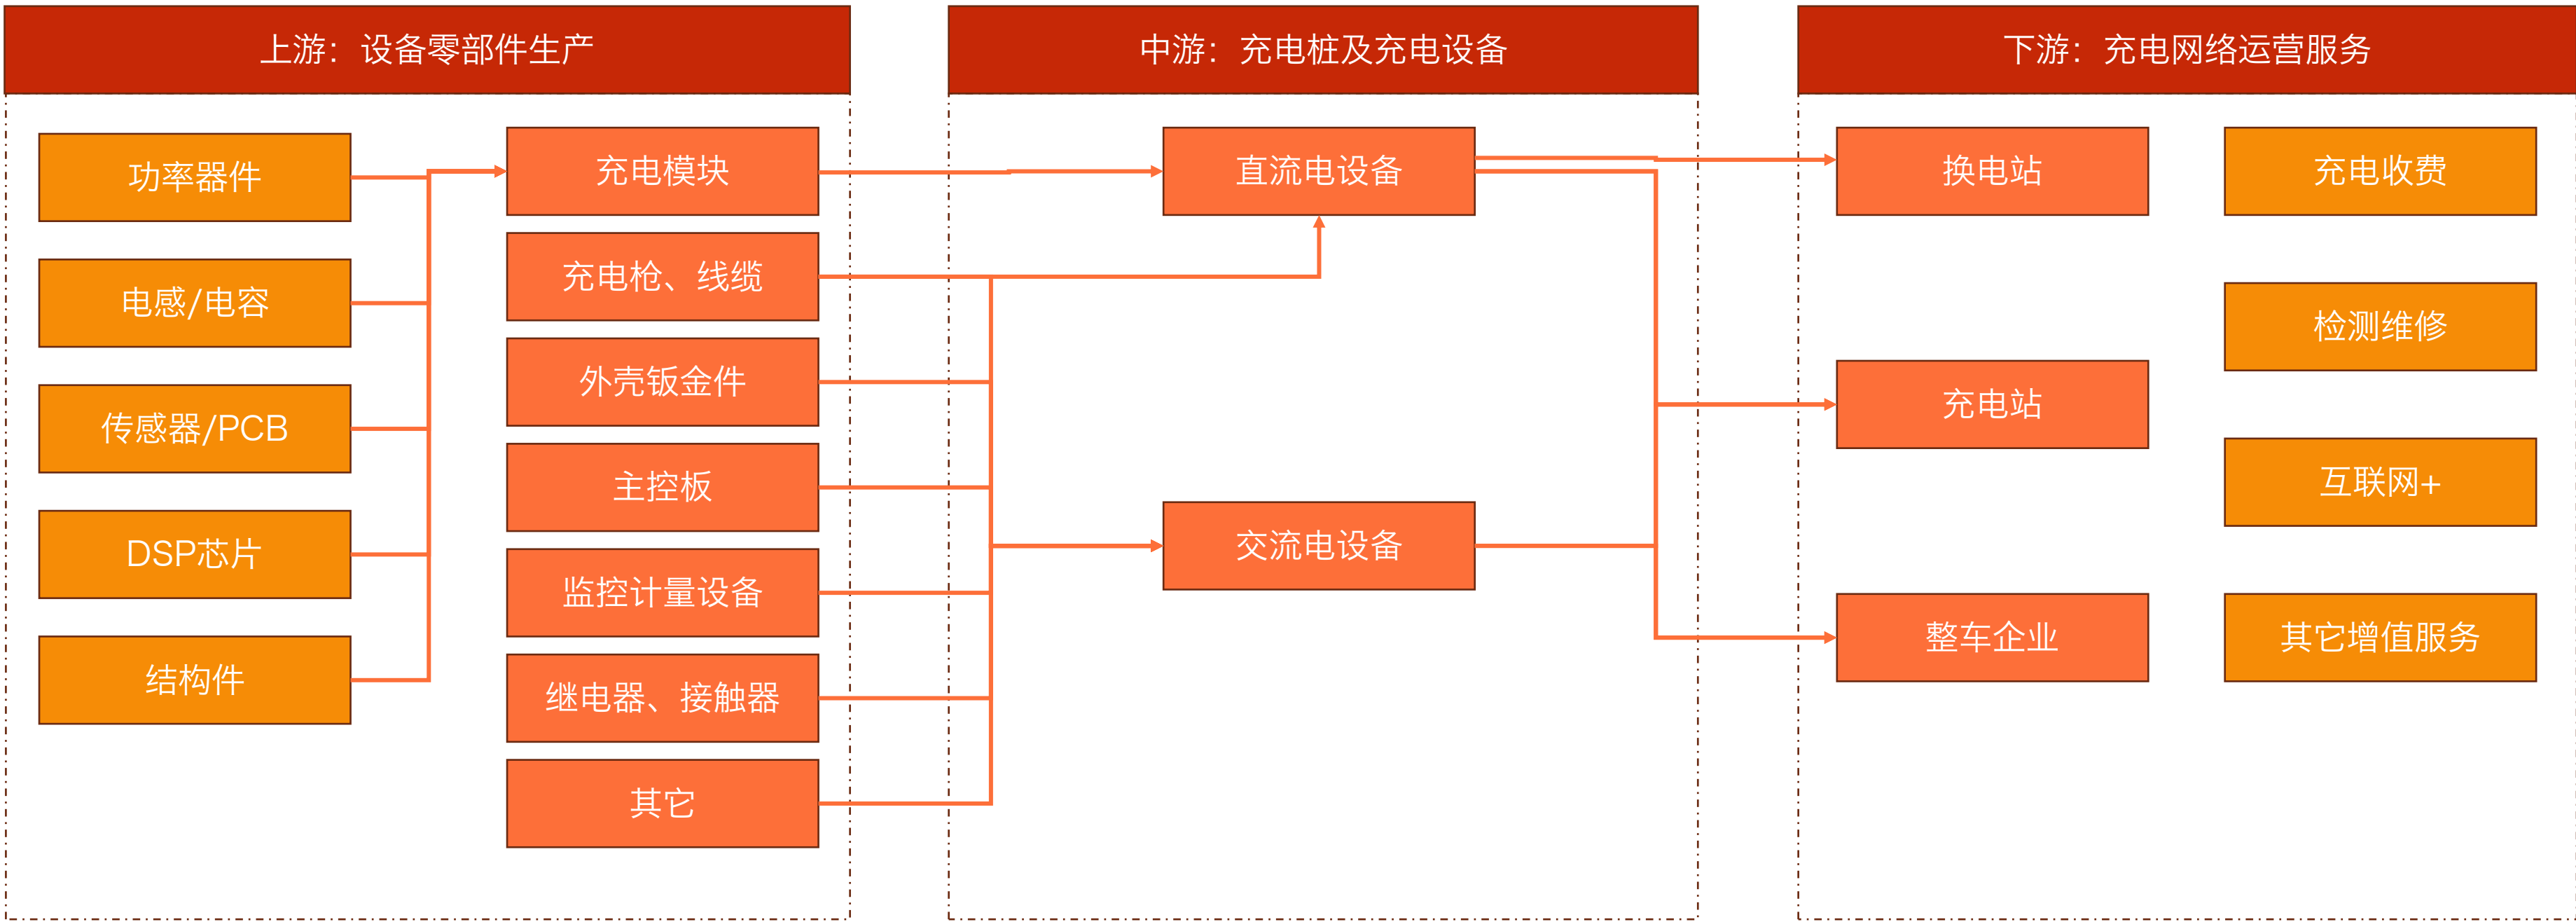 上游：设备零部件生产
功率器件
电感/电容
传感器/PCB
DSP芯片
结构件
充电模块
充电枪、线缆
外壳钣金件
主控板
监控计量设备
继电器、接触器
其它
中游：充电桩及充电设备
直流电设备
交流电设备
下游：充电网络运营服务
换电站
充电站
整车企业
充电收费
检测维修
互联网+
其它增值服务